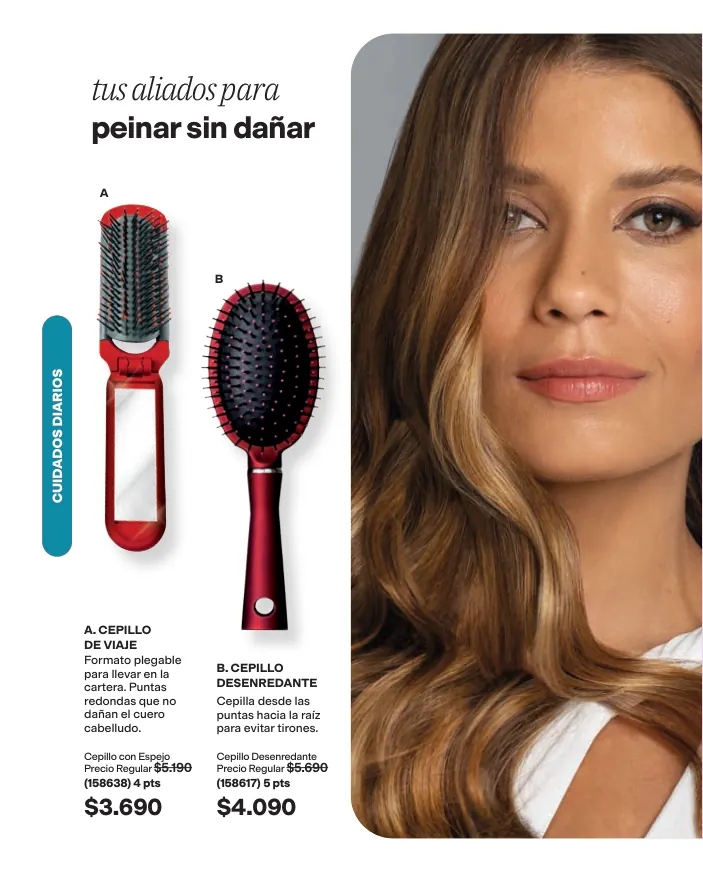 tus aliados para
peinar sin dañar
A
B
CUIDADOS DIARIOS
A. CEPILLO
DE VIAJE
Formato plegable
para llevar en la
cartera. Puntas
redondas que no
dañan el cuero
cabelludo.
Cepillo con Espejo
Precio Regular $5.190
(158638) 4 pts
$3.690
B. CEPILLO
DESENREDANTE
Cepilla desde las
puntas hacia la raíz
para evitar tirones.
Cepillo Desenredante
Precio Regular $5.690
(158617) 5 pts
$4.090